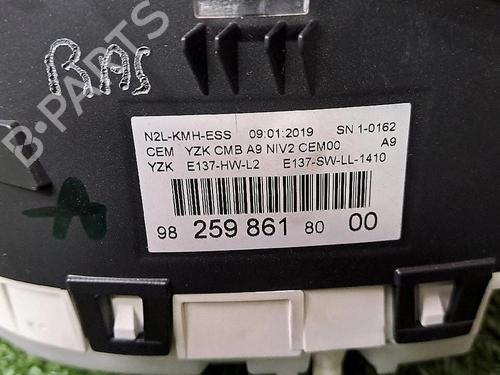 B-PARTS
BAS
N2L-KMH-ESS 09:01:2019 SN 1-0162
CEM YZK CMB A9 NIV2 CEM00 A9
YZK E137-HW-L2 E137-SW-LL-1410
98 259 861 80 00
A